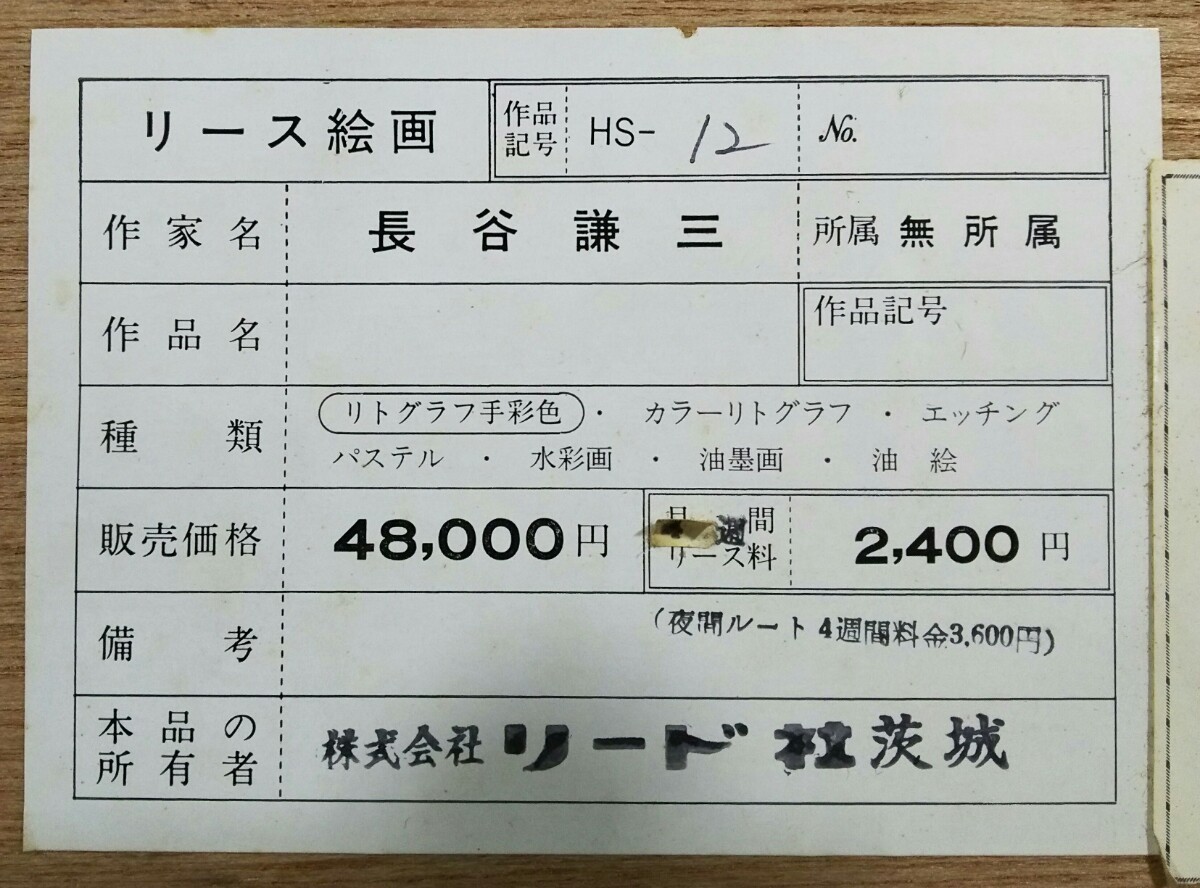 リース絵画
作品記号 HS- 12 No.
作家名 長谷謙三 所属 無所属
作品名 作品記号
種類 リトグラフ手彩色 ・ カラーリトグラフ ・ エッチング
パステル ・ 水彩画 ・ 油墨画 ・ 油絵
販売価格 48,000円 4週間リース料 2,400円
備考 (夜間ルート 4週間料金3,600円)
本品の所有者 株式会社 リード社茨城